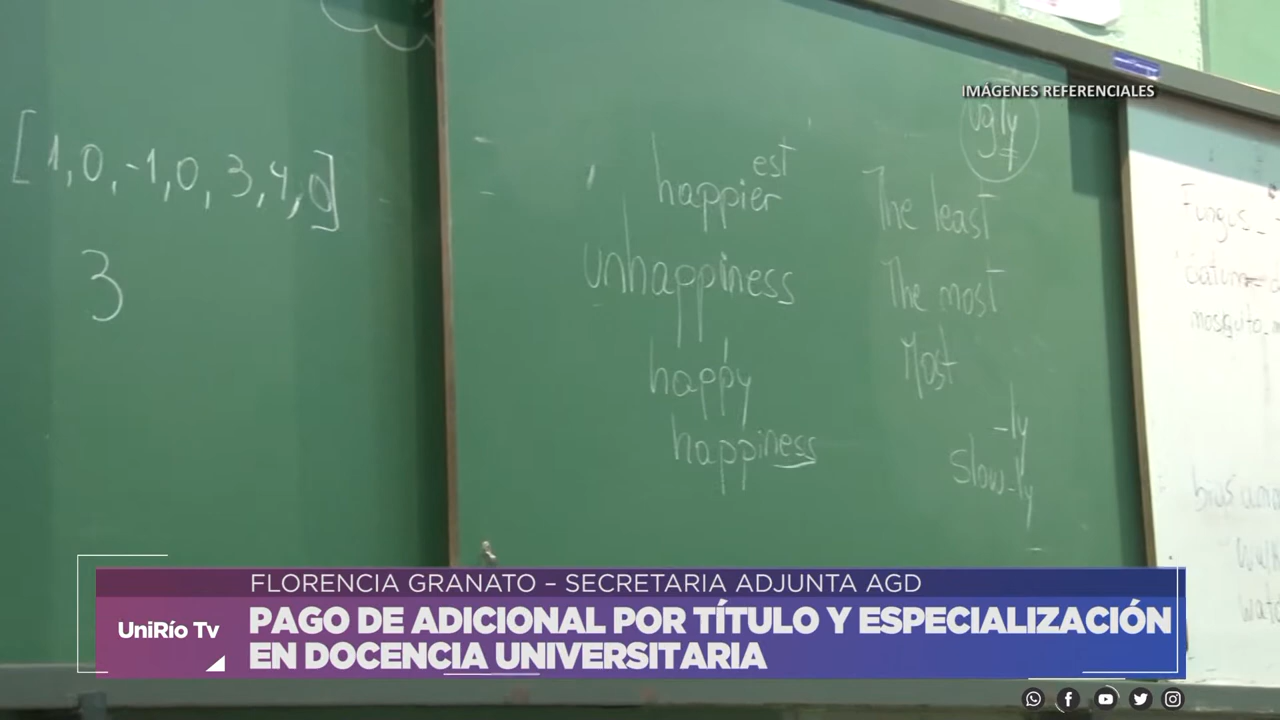 IMÁGENES REFERENCIALES
[1,0,-1,0,3,4,0]
3
est
happier
unhappiness
happy
happiness
ugly
The least
The most
Most
-ly
slow-ly
Fungus_
mosquito_
FLORENCIA GRANATO – SECRETARIA ADJUNTA AGD
UniRío Tv
PAGO DE ADICIONAL POR TÍTULO Y ESPECIALIZACIÓN
EN DOCENCIA UNIVERSITARIA